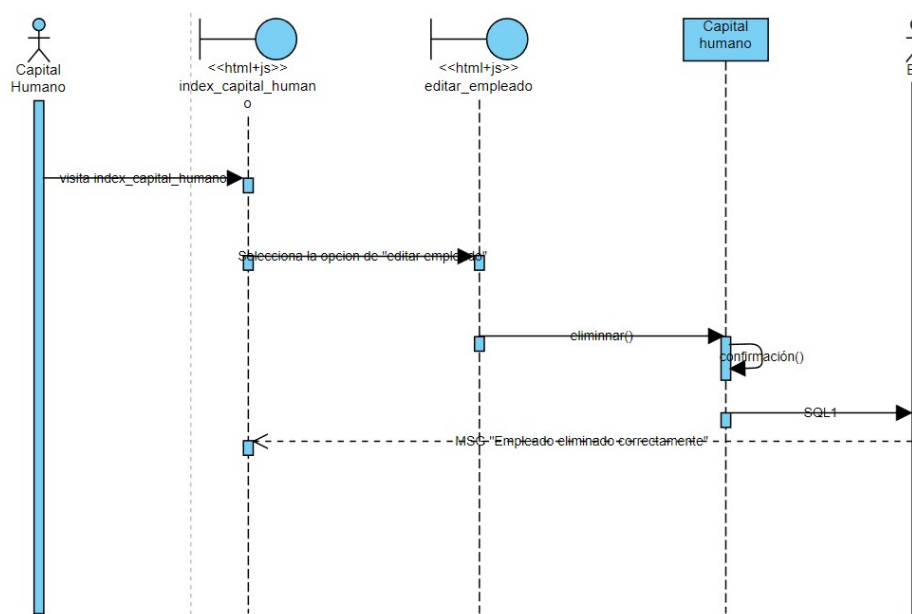 Capital
Humano
<<html+js>>
index_capital_human
o
<<html+js>>
editar_empleado
Capital
humano
visita index_capital_humano
Selecciona la opcion de "editar empleado"
eliminnar()
confirmación()
SQL1
MSG "Empleado eliminado correctamente"